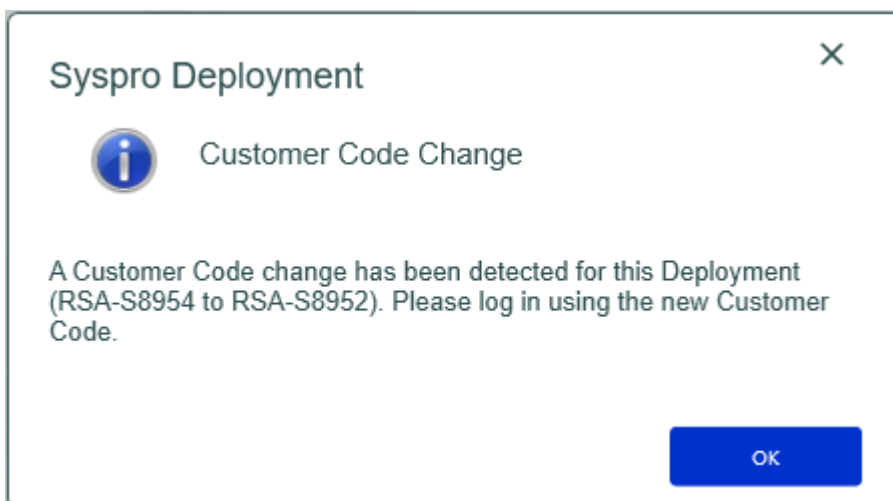 Syspro Deployment
Customer Code Change
A Customer Code change has been detected for this Deployment
(RSA-S8954 to RSA-S8952). Please log in using the new Customer
Code.
OK